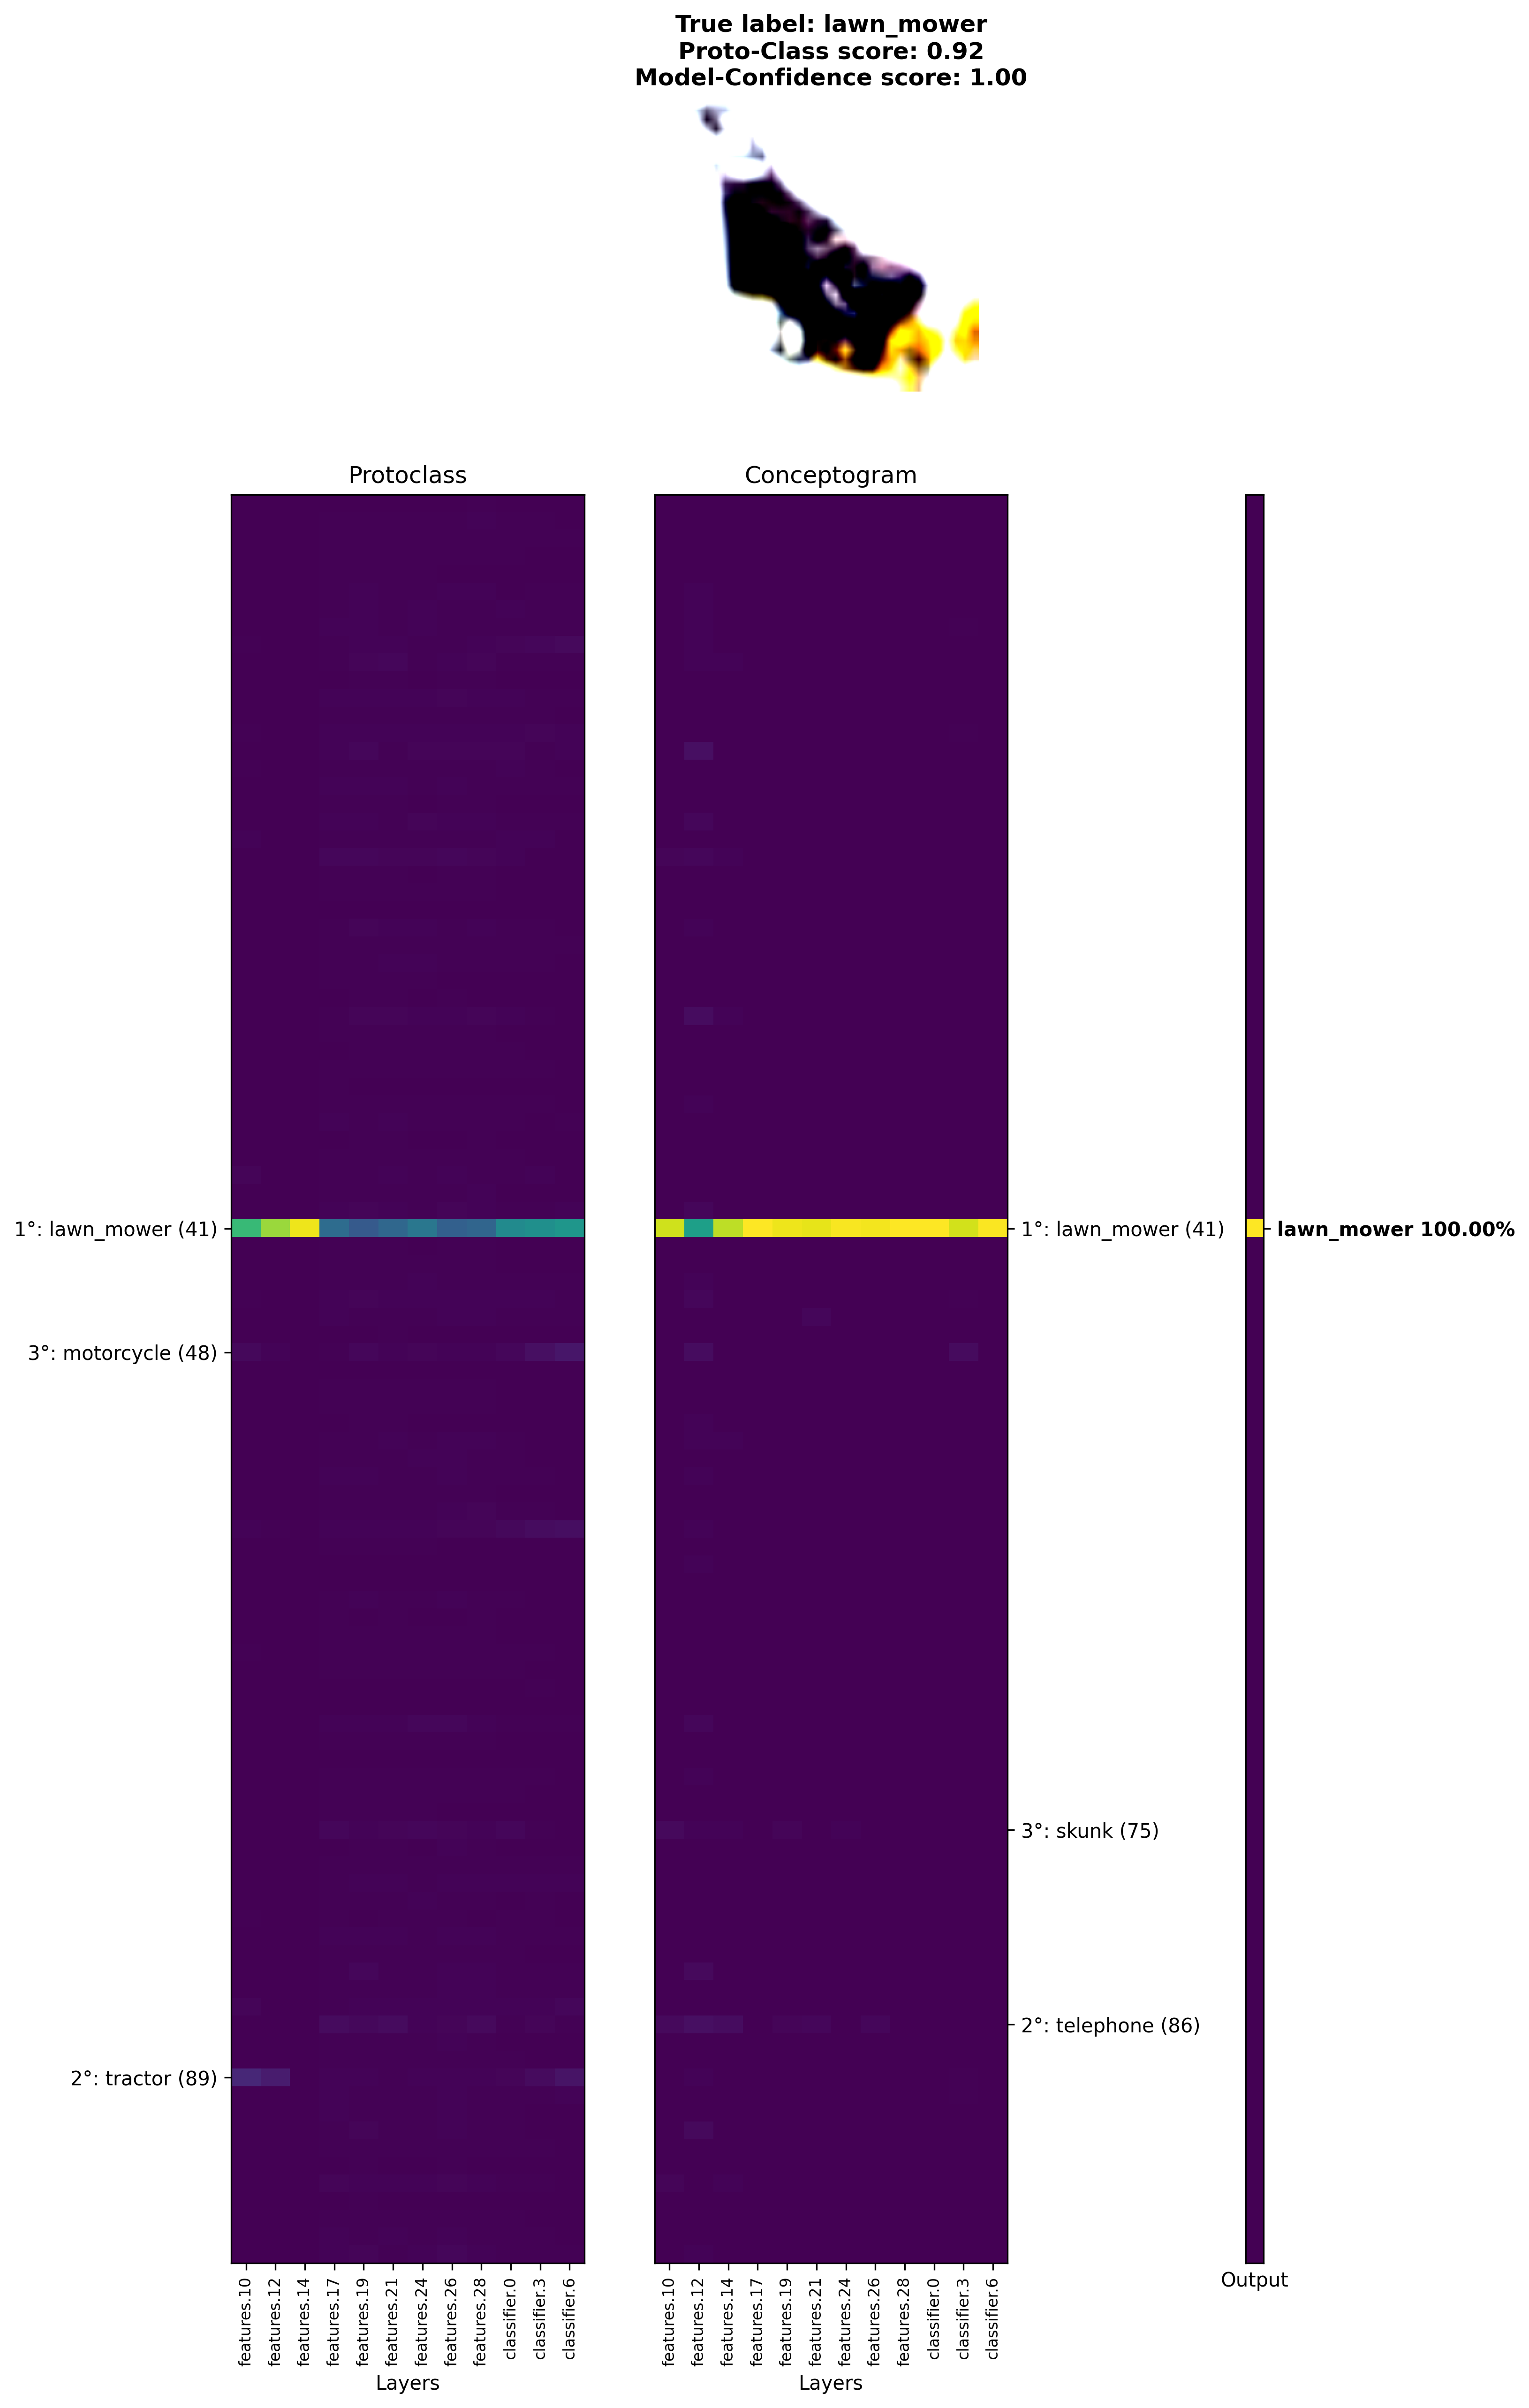 True label: lawn_mower
Proto-Class score: 0.92
Model-Confidence score: 1.00
Protoclass
Conceptogram
1°: lawn_mower (41)
3°: motorcycle (48)
2°: tractor (89)
1°: lawn_mower (41)
3°: skunk (75)
2°: telephone (86)
lawn_mower 100.00%
features.10
features.12
features.14
features.17
features.19
features.21
features.24
features.26
features.28
classifier.0
classifier.3
classifier.6
Layers
features.10
features.12
features.14
features.17
features.19
features.21
features.24
features.26
features.28
classifier.0
classifier.3
classifier.6
Layers
Output